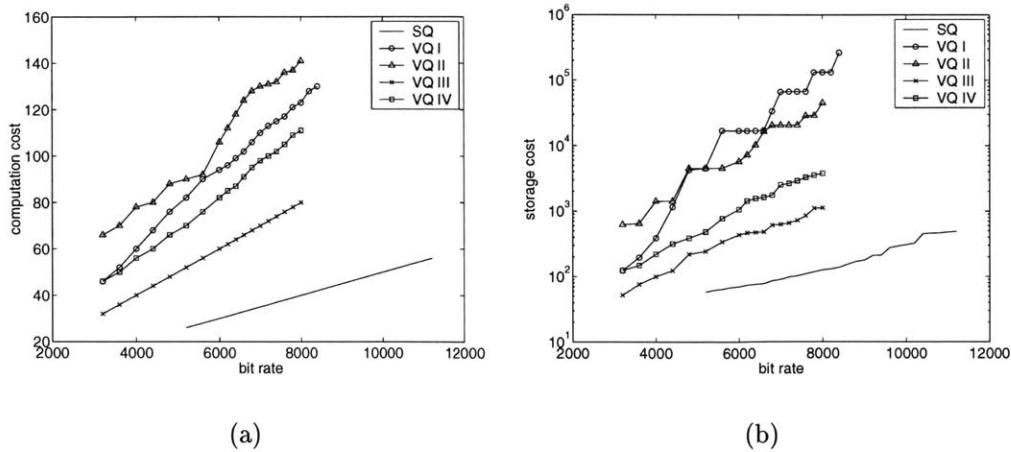 160
140
120
100
80
60
40
20
computation cost
2000
4000
6000
8000
10000
12000
bit rate
SQ
VQ I
VQ II
VQ III
VQ IV
(a)
10^6
10^5
10^4
10^3
10^2
10^1
storage cost
2000
4000
6000
8000
10000
12000
bit rate
SQ
VQ I
VQ II
VQ III
VQ IV
(b)